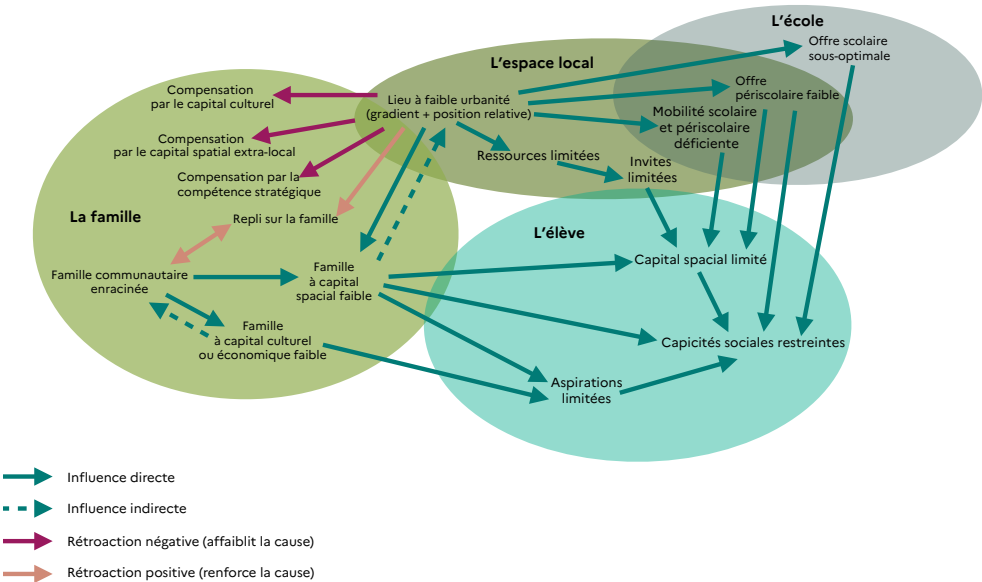 L'école
Offre scolaire
sous-optimale
L'espace local
Offre
périscolaire faible
Compensation
par le capital culturel
Lieu à faible urbanité
(gradient + position relative)
Mobilité scolaire
et périscolaire
déficiente
Compensation
par le capital spatial extra-local
Ressources limitées
Invites
limitées
Compensation par la
compétence stratégique
La famille
Repli sur la famille
L'élève
Famille communautaire
enracinée
Famille
à capital
spacial faible
Capital spacial limité
Famille
à capital culturel
ou économique faible
Capicités sociales restreintes
Aspirations
limitées
Influence directe
Influence indirecte
Rétroaction négative (affaiblit la cause)
Rétroaction positive (renforce la cause)